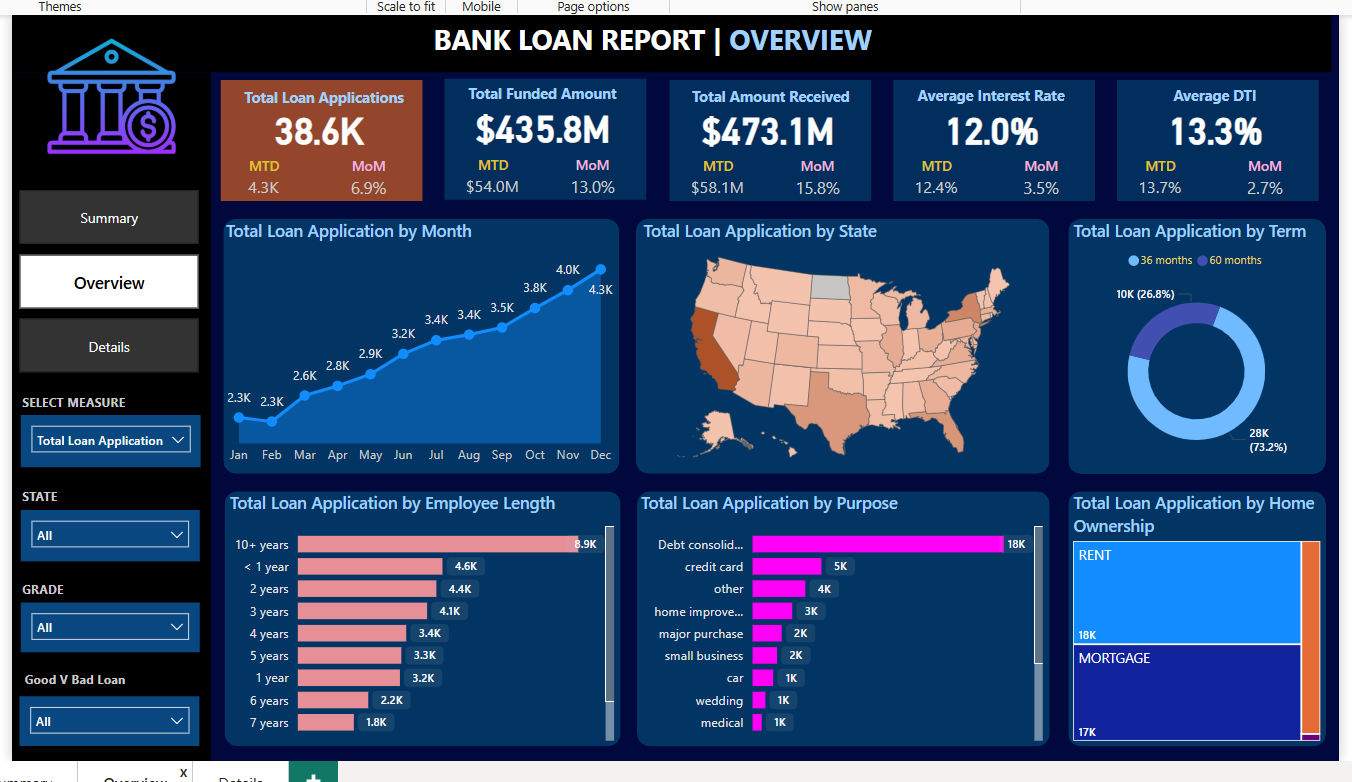 Themes
Scale to fit
Mobile
Page options
Show panes
BANK LOAN REPORT | OVERVIEW
Total Loan Applications
38.6K
MTD
MoM
4.3K
6.9%
Total Funded Amount
$435.8M
MTD
MoM
$54.0M
13.0%
Total Amount Received
$473.1M
MTD
MoM
$58.1M
15.8%
Average Interest Rate
12.0%
MTD
MoM
12.4%
3.5%
Average DTI
13.3%
MTD
MoM
13.7%
2.7%
$
Summary
Overview
Details
SELECT MEASURE
Total Loan Application
STATE
All
GRADE
All
Good V Bad Loan
All
Total Loan Application by Month
2.3K
2.3K
2.6K
2.8K
2.9K
3.2K
3.4K
3.4K
3.5K
3.8K
4.0K
4.3K
Jan Feb Mar Apr May Jun Jul Aug Sep Oct Nov Dec
Total Loan Application by State
Total Loan Application by Term
36 months 60 months
10K (26.8%)
28K
(73.2%)
Total Loan Application by Employee Length
10+ years 8.9K
< 1 year 4.6K
2 years 4.4K
3 years 4.1K
4 years 3.4K
5 years 3.3K
1 year 3.2K
6 years 2.2K
7 years 1.8K
Total Loan Application by Purpose
Debt consolid... 18K
credit card 5K
other 4K
home improve... 3K
major purchase 2K
small business 2K
car 1K
wedding 1K
medical 1K
Total Loan Application by Home
Ownership
RENT
18K
MORTGAGE
17K
x
+